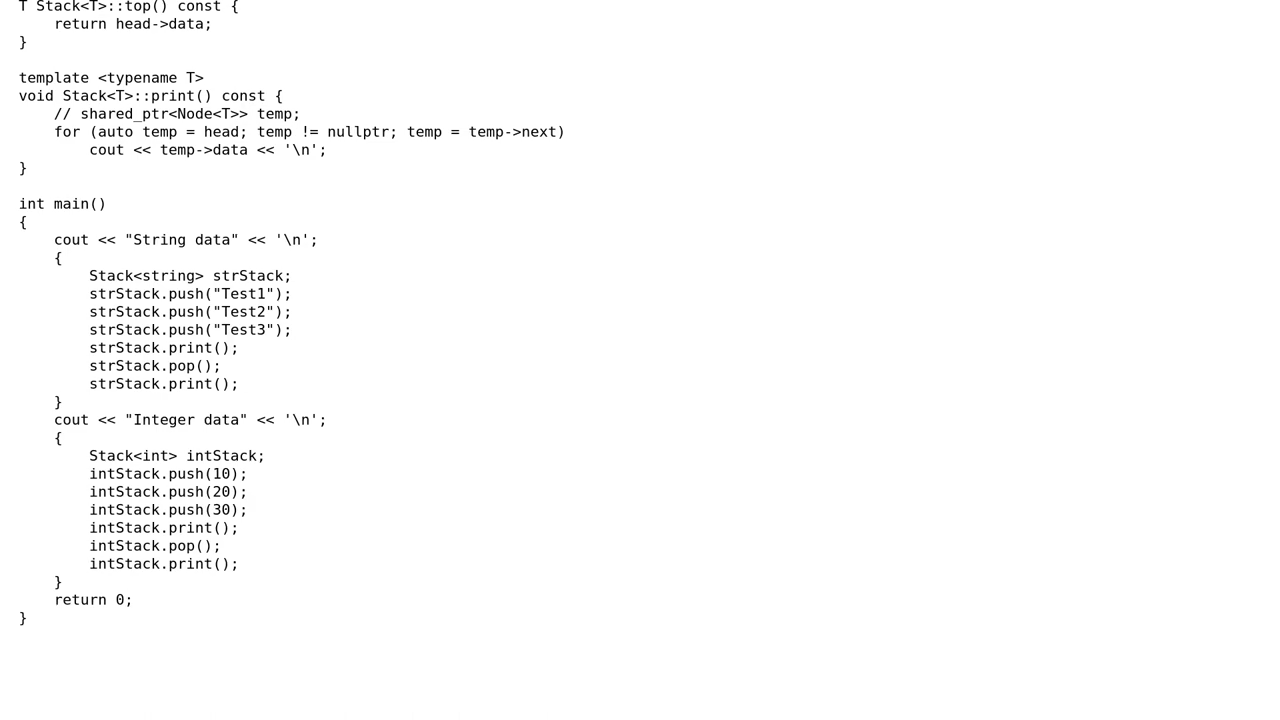 T Stack<T>::top() const {
    return head->data;
}

template <typename T>
void Stack<T>::print() const {
    // shared_ptr<Node<T>> temp;
    for (auto temp = head; temp != nullptr; temp = temp->next)
        cout << temp->data << '\n';
}

int main()
{
    cout << "String data" << '\n';
    {
        Stack<string> strStack;
        strStack.push("Test1");
        strStack.push("Test2");
        strStack.push("Test3");
        strStack.print();
        strStack.pop();
        strStack.print();
    }
    cout << "Integer data" << '\n';
    {
        Stack<int> intStack;
        intStack.push(10);
        intStack.push(20);
        intStack.push(30);
        intStack.print();
        intStack.pop();
        intStack.print();
    }
    return 0;
}